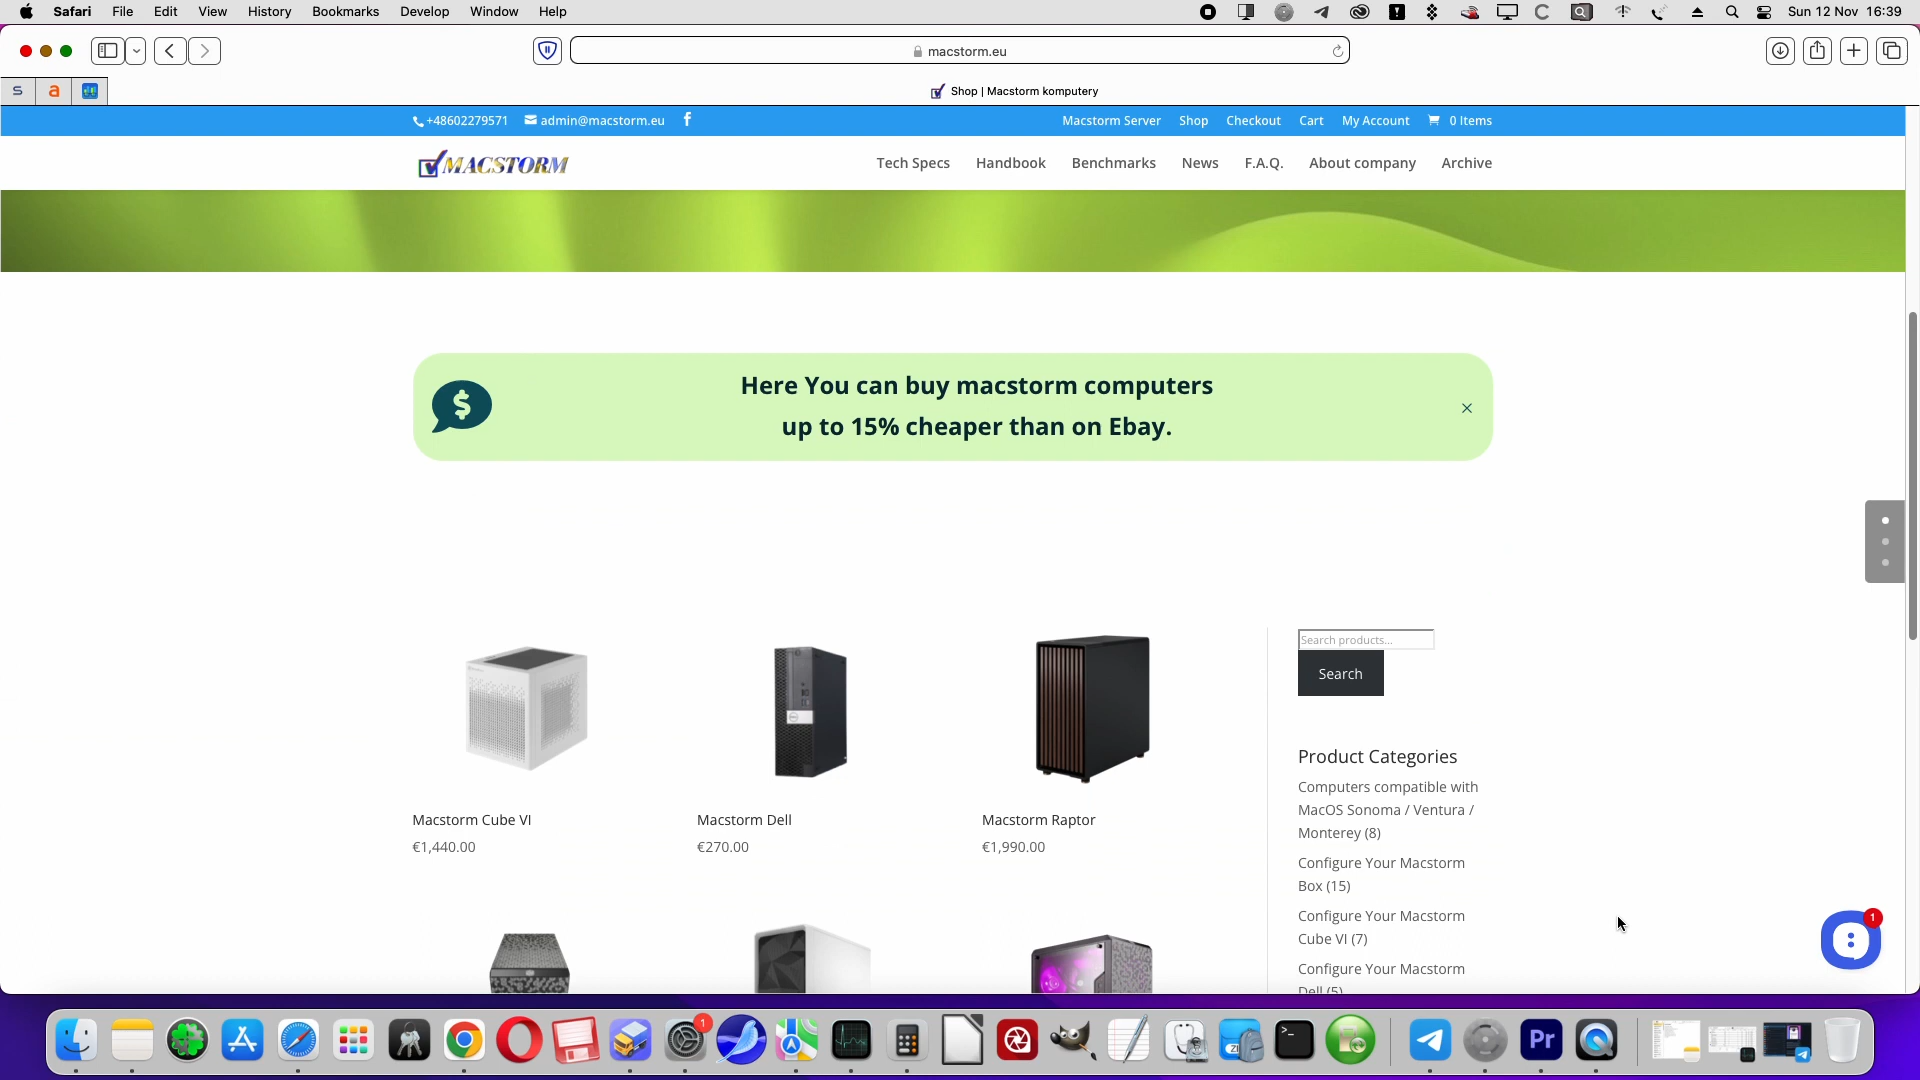 Safari File Edit View History Bookmarks Develop Window Help
Sun 12 Nov 16:39
macstorm.eu
S a
Shop | Macstorm komputery
+48602279571 admin@macstorm.eu f
Macstorm Server Shop Checkout Cart My Account 0 Items
MACSTORM
Tech Specs Handbook Benchmarks News F.A.Q. About company Archive
Here You can buy macstorm computers
up to 15% cheaper than on Ebay.
Search products...
Search
Macstorm Cube VI
€1,440.00
Macstorm Dell
€270.00
Macstorm Raptor
€1,990.00
Product Categories
Computers compatible with
MacOS Sonoma / Ventura /
Monterey (8)
Configure Your Macstorm
Box (15)
Configure Your Macstorm
Cube VI (7)
Configure Your Macstorm
Dell (5)
1
1
Pr